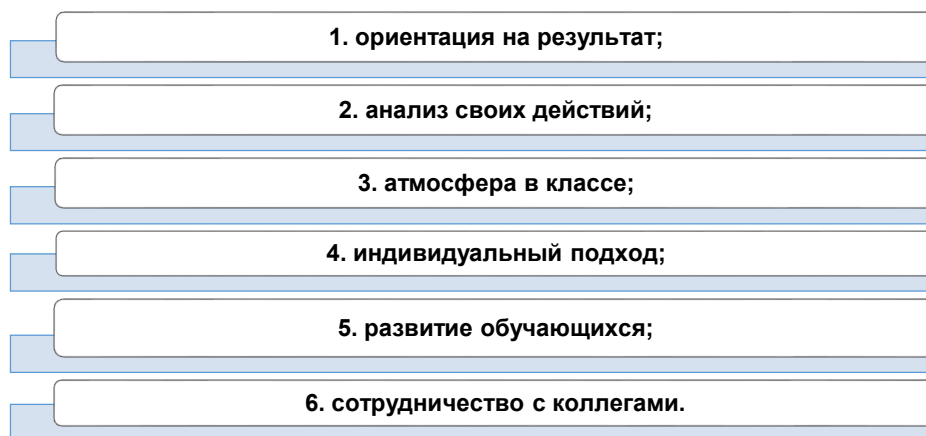 1. ориентация на результат;
2. анализ своих действий;
3. атмосфера в классе;
4. индивидуальный подход;
5. развитие обучающихся;
6. сотрудничество с коллегами.